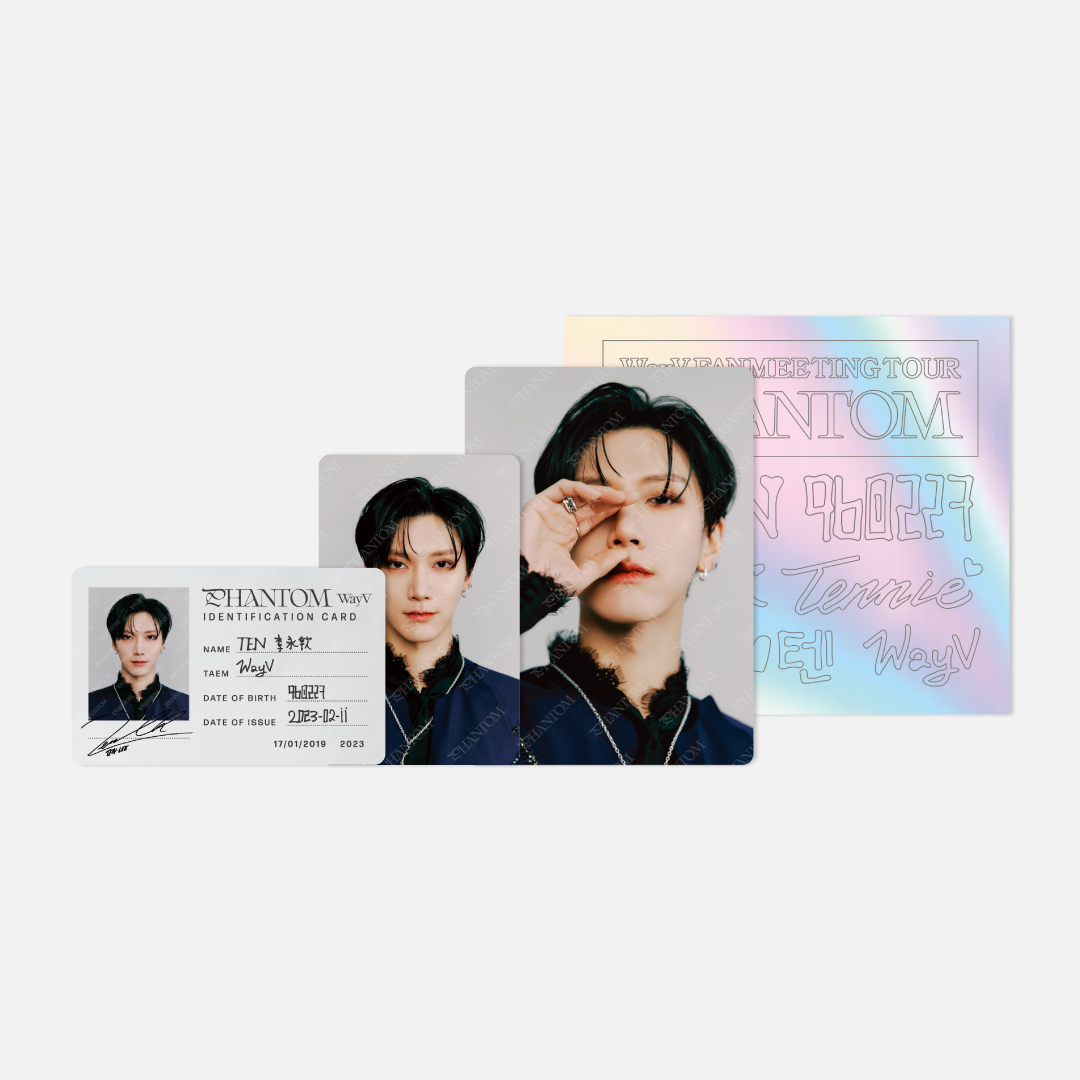 PHANTOM WayV
IDENTIFICATION CARD
NAME TEN 李永钦
TAEM WayV
DATE OF BIRTH 960227
DATE OF ISSUE 2023-02-11
17/01/2019 2023
WayV FANMEETING TOUR
PHANTOM
960227
Tennie
텐 WayV